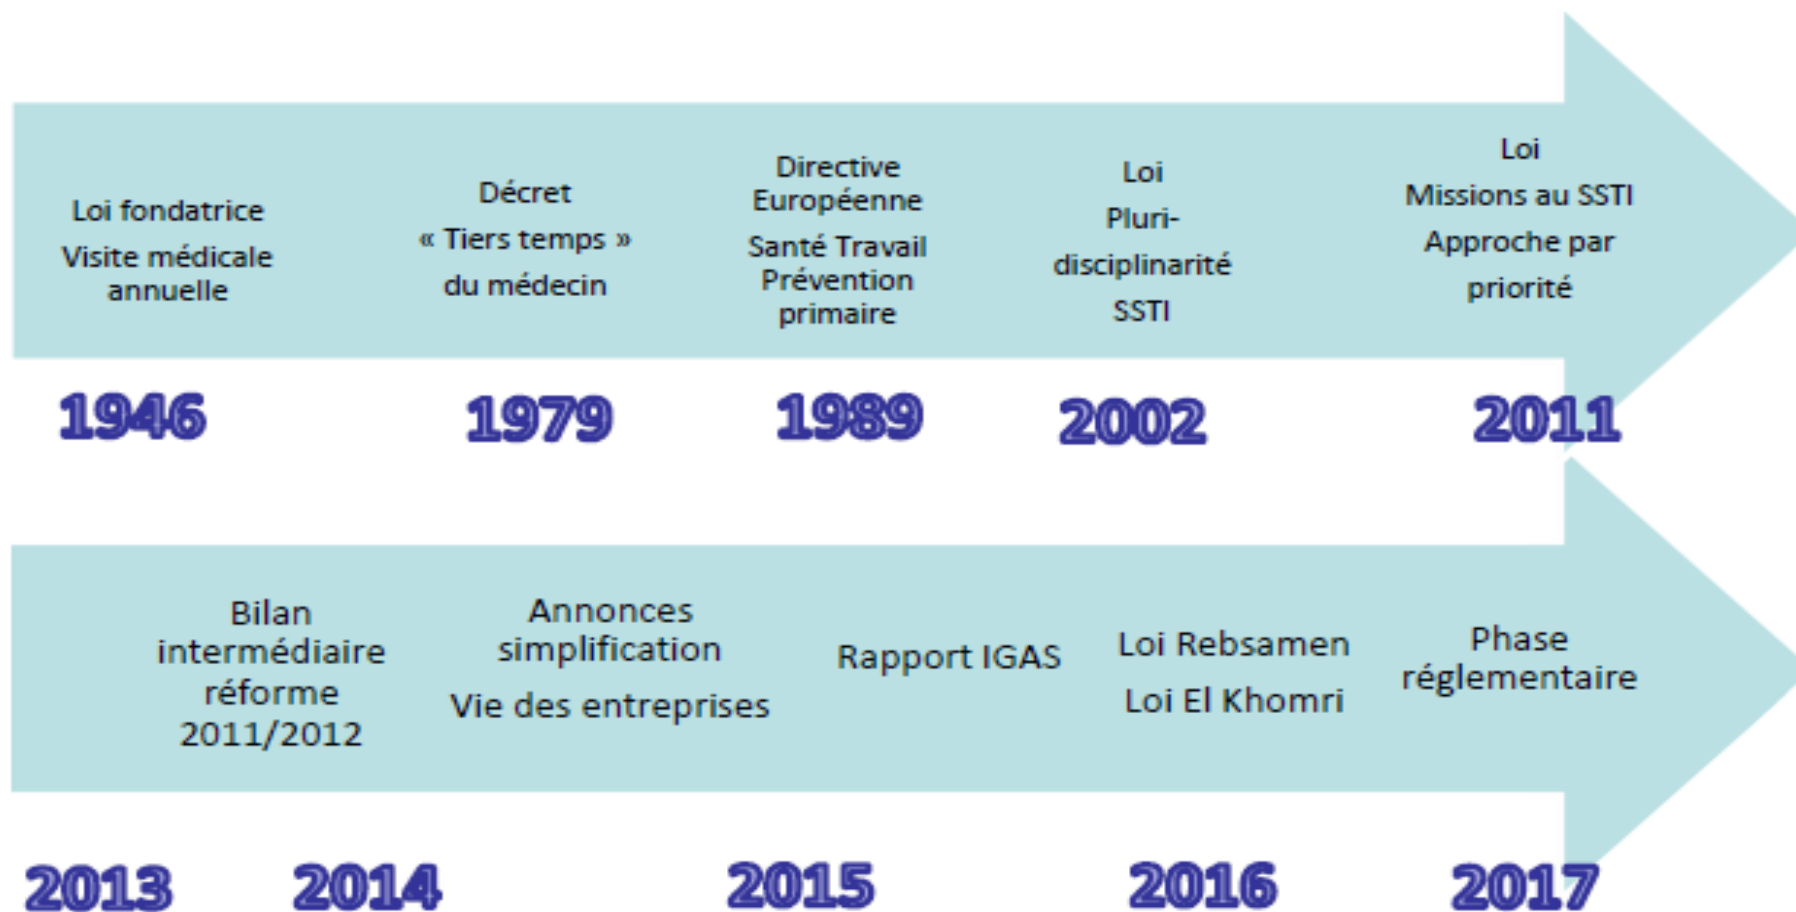 Loi fondatrice
Visite médicale
annuelle
Décret
« Tiers temps »
du médecin
Directive
Européenne
Santé Travail
Prévention
primaire
Loi
Pluri-
disciplinarité
SSTI
Loi
Missions au SSTI
Approche par
priorité
1946
1979
1989
2002
2011
Bilan
intermédiaire
réforme
2011/2012
Annonces
simplification
Vie des entreprises
Rapport IGAS
Loi Rebsamen
Loi El Khomri
Phase
réglementaire
2013
2014
2015
2016
2017